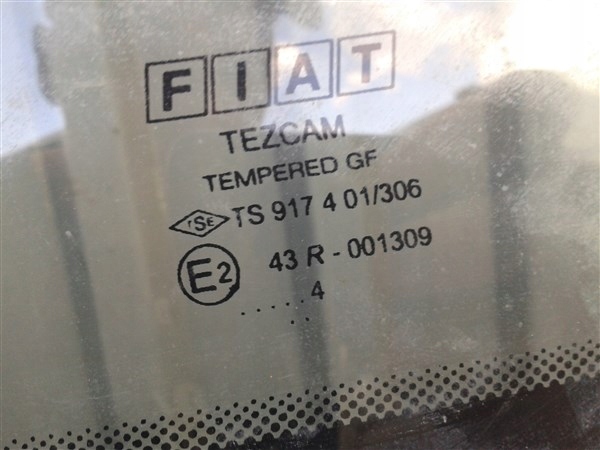 FIAT
TEZCAM
TEMPERED GF
TSE TS 917 4 01/306
E2 43 R - 001309
.....4
..